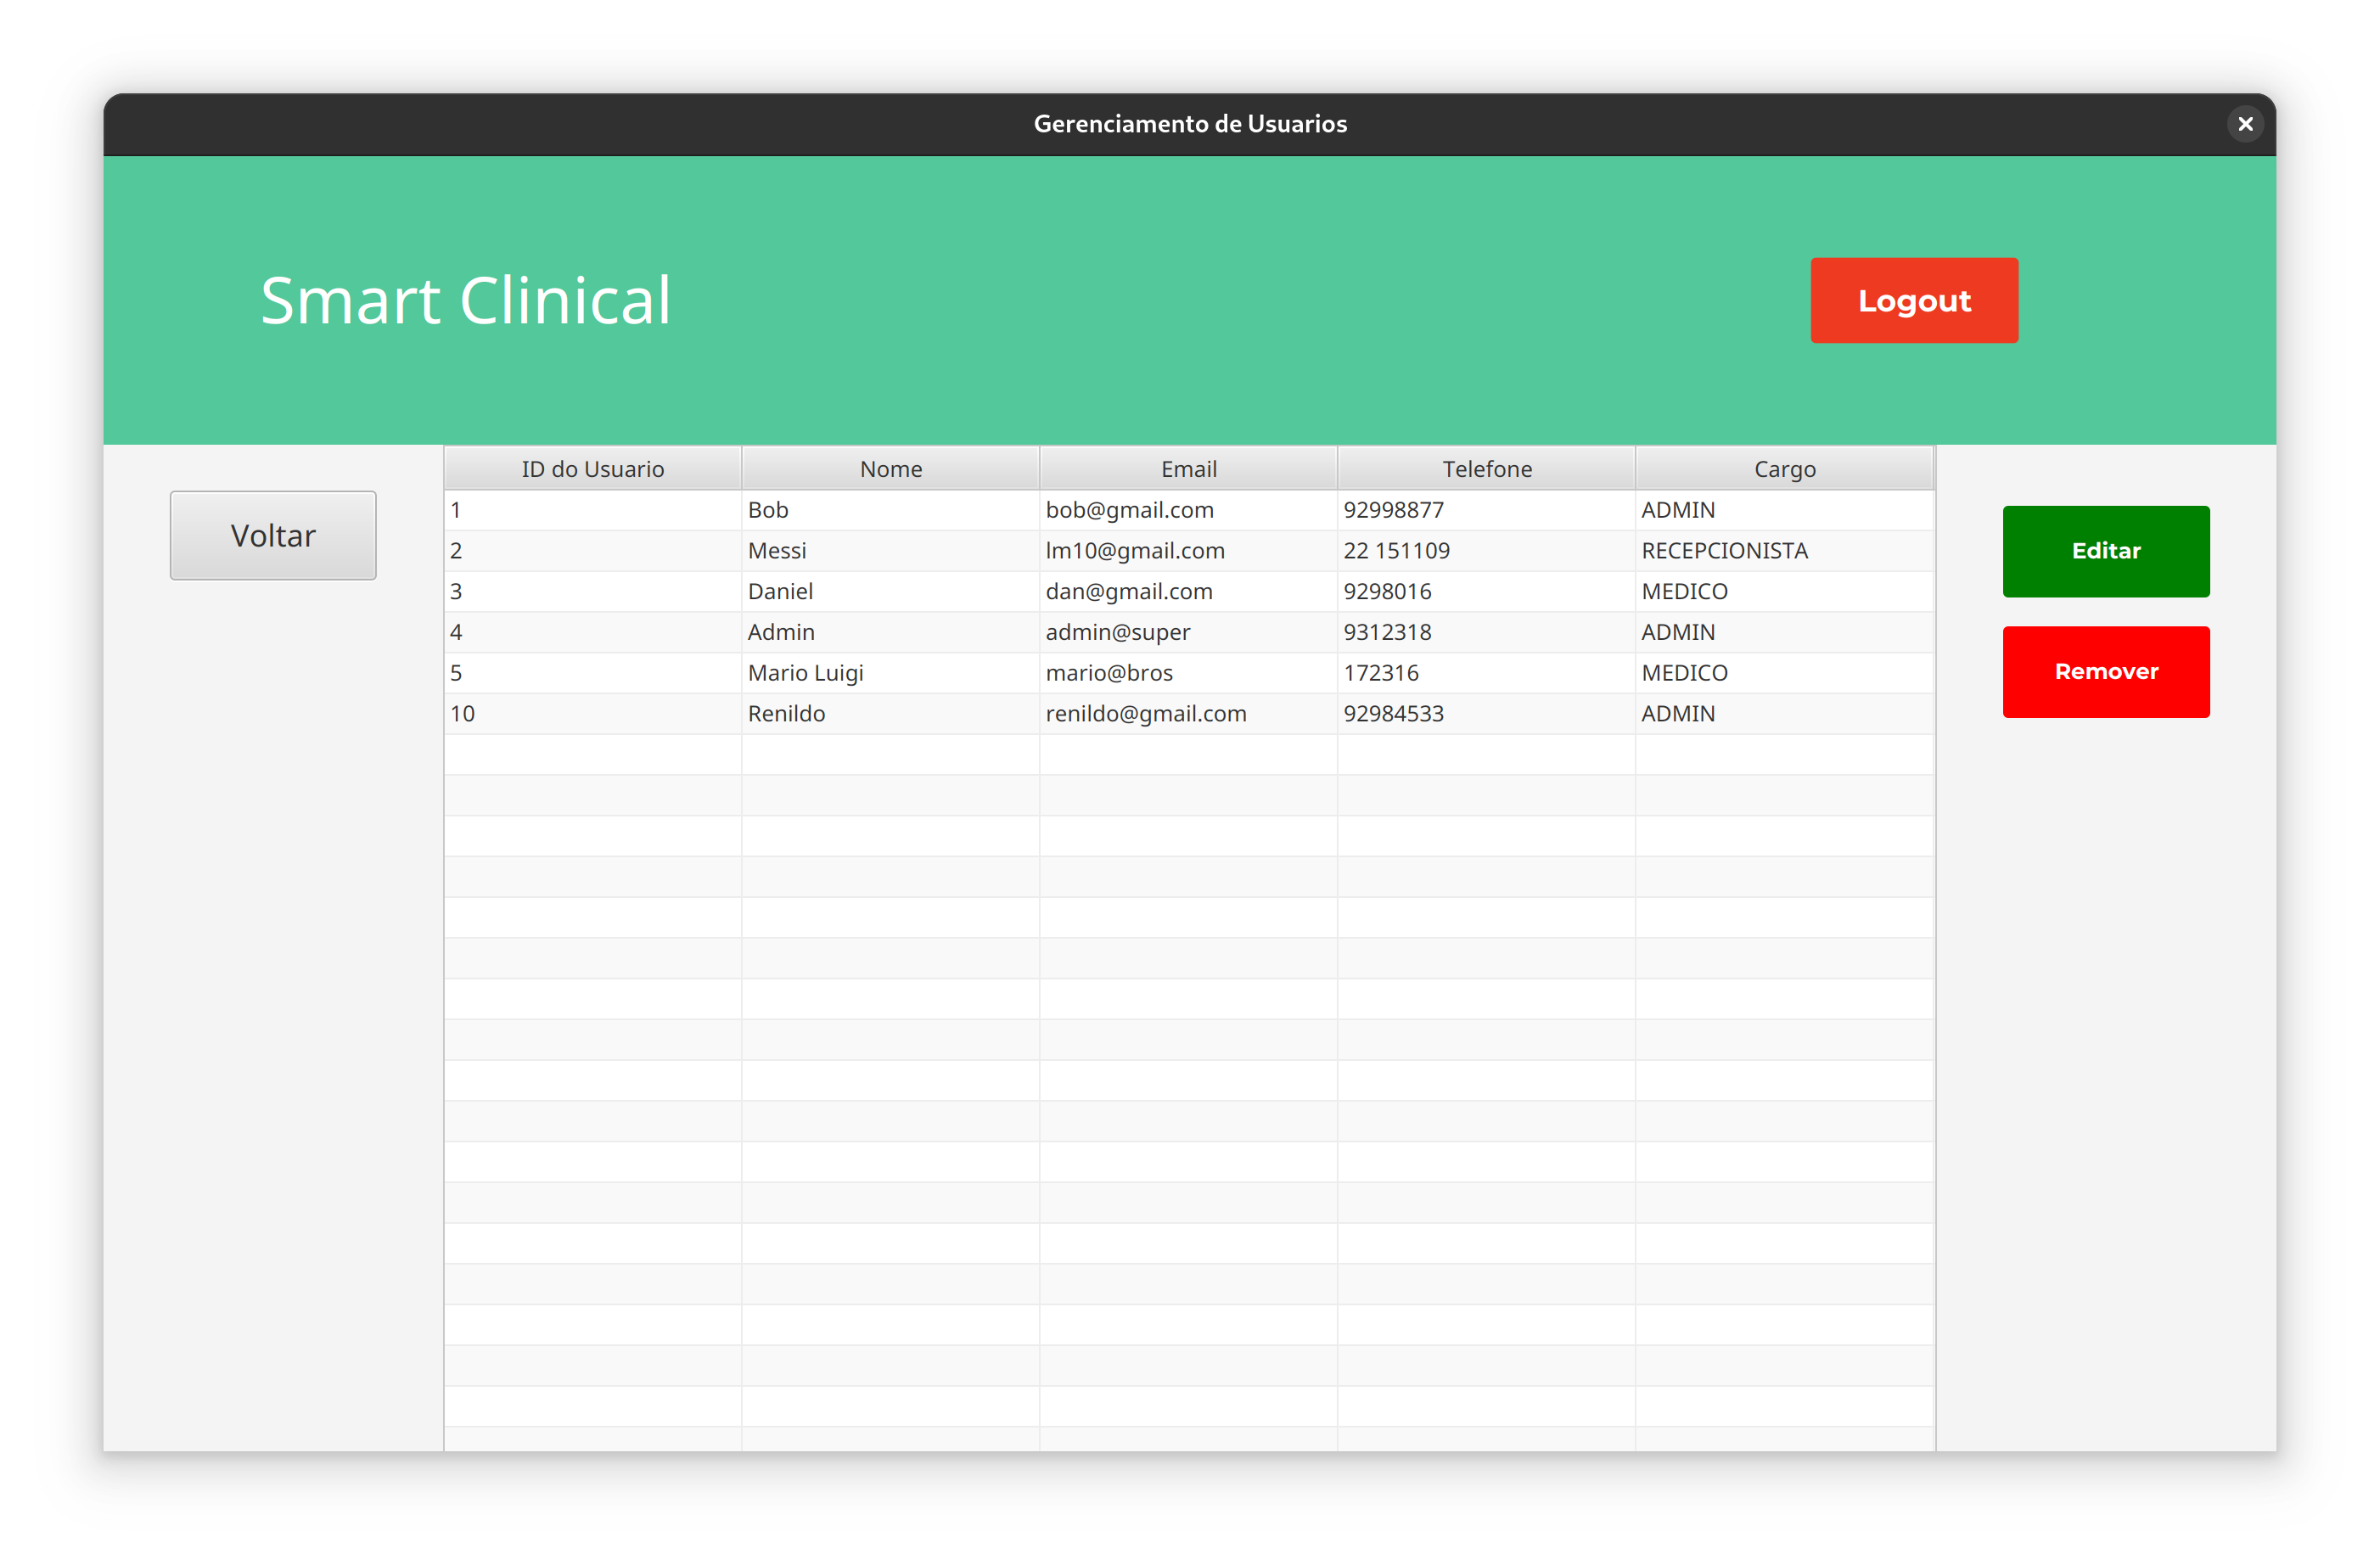 Gerenciamento de Usuarios
Smart Clinical
Logout
Voltar
ID do Usuario Nome Email Telefone Cargo
1 Bob bob@gmail.com 92998877 ADMIN
2 Messi lm10@gmail.com 22 151109 RECEPCIONISTA
3 Daniel dan@gmail.com 9298016 MEDICO
4 Admin admin@super 9312318 ADMIN
5 Mario Luigi mario@bros 172316 MEDICO
10 Renildo renildo@gmail.com 92984533 ADMIN
Editar
Remover